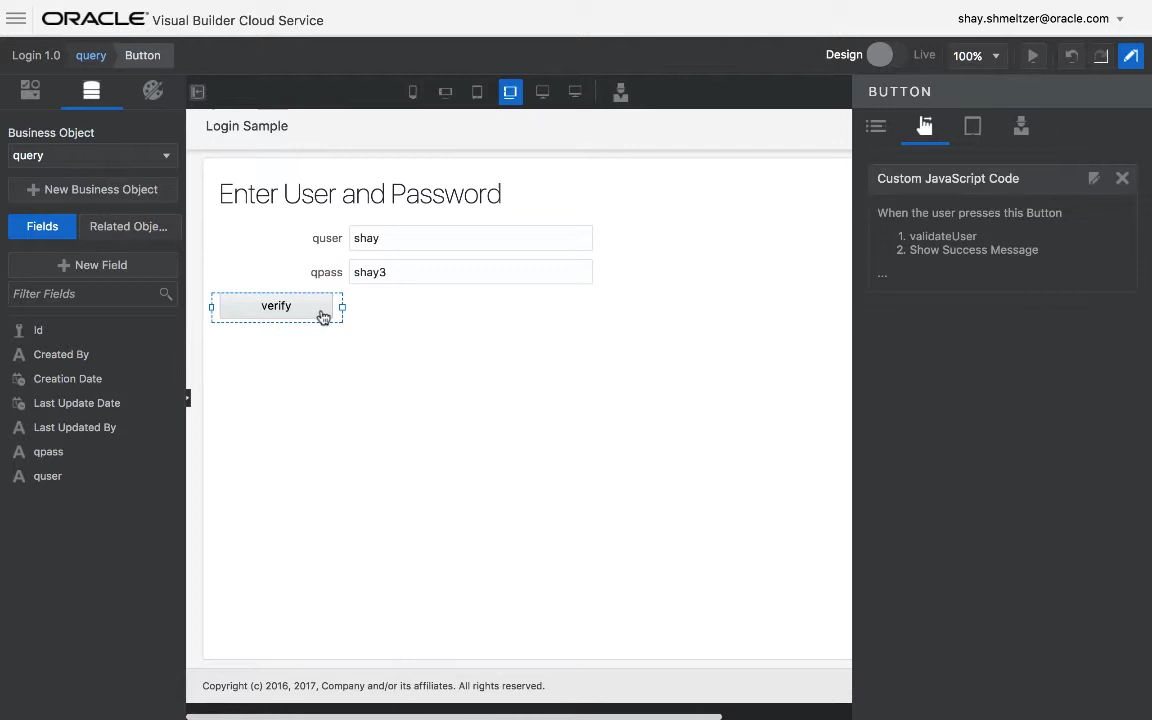 ORACLE® Visual Builder Cloud Service
shay.shmeltzer@oracle.com
Login 1.0 query Button
Design Live 100%
Business Object
query
New Business Object
Fields Related Obje...
New Field
Filter Fields
Id
Created By
Creation Date
Last Update Date
Last Updated By
qpass
quser
Login Sample
Enter User and Password
quser shay
qpass shay3
verify
Copyright (c) 2016, 2017, Company and/or its affiliates. All rights reserved.
BUTTON
Custom JavaScript Code
When the user presses this Button
1. validateUser
2. Show Success Message
...